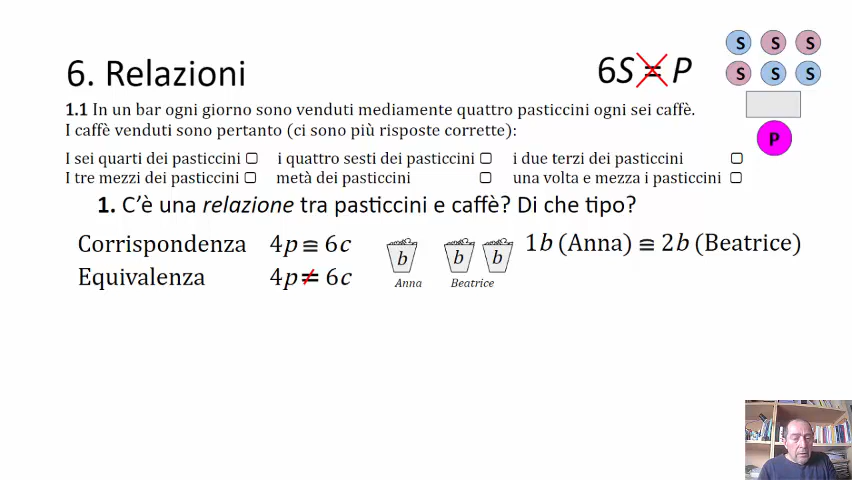 6. Relazioni
6S = P
S S S
S S S
P
1.1 In un bar ogni giorno sono venduti mediamente quattro pasticcini ogni sei caffè.
I caffè venduti sono pertanto (ci sono più risposte corrette):
I sei quarti dei pasticcini ▢ i quattro sesti dei pasticcini ▢ i due terzi dei pasticcini ▢
I tre mezzi dei pasticcini ▢ metà dei pasticcini ▢ una volta e mezza i pasticcini ▢
1. C'è una relazione tra pasticcini e caffè? Di che tipo?
Corrispondenza 4p ≘ 6c b b b 1b (Anna) ≘ 2b (Beatrice)
Equivalenza 4p ≠ 6c Anna Beatrice